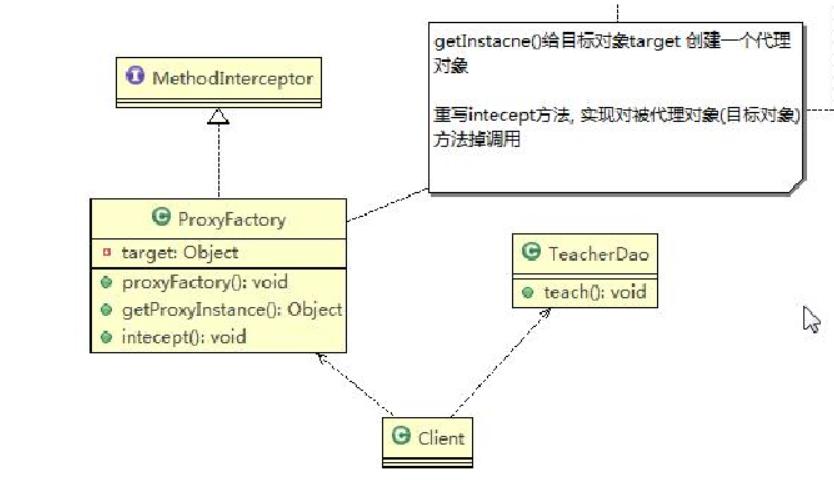 getInstacne()给目标对象target 创建一个代理
对象
重写intecept方法, 实现对被代理对象(目标对象)
方法掉调用
MethodInterceptor
ProxyFactory
target: Object
proxyFactory(): void
getProxyInstance(): Object
intecept(): void
TeacherDao
teach(): void
Client